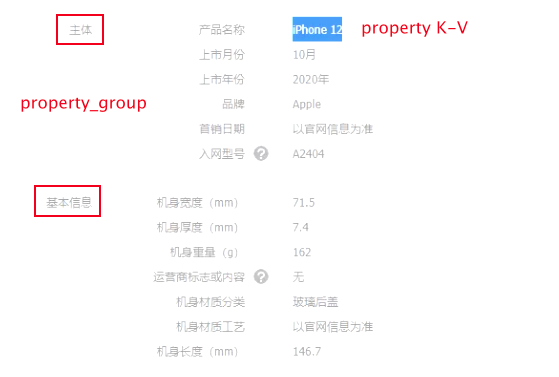 主体 产品名称 iPhone 12 property K-V
上市月份 10月
上市年份 2020年
property_group 品牌 Apple
首销日期 以官网信息为准
入网型号 ? A2404
基本信息 机身宽度（mm） 71.5
机身厚度（mm） 7.4
机身重量（g） 162
运营商标志或内容 ? 无
机身材质分类 玻璃后盖
机身材质工艺 以官网信息为准
机身长度（mm） 146.7